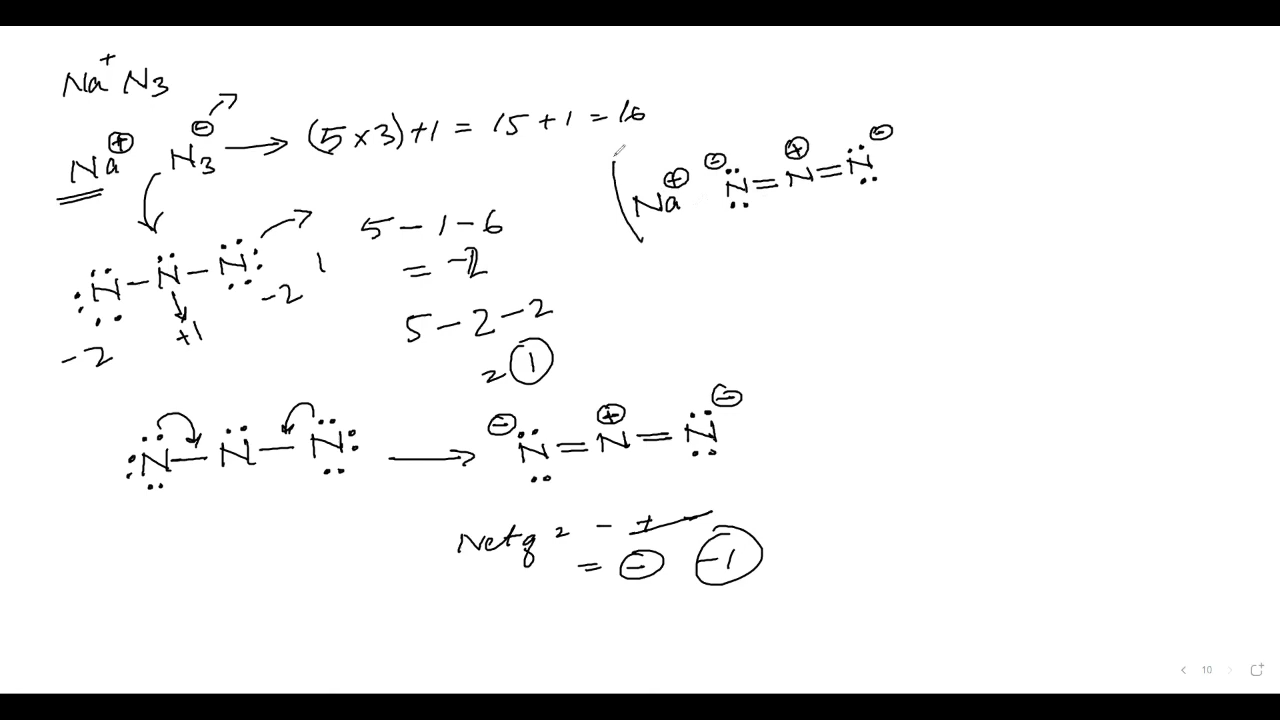 Na⁺ N₃
Na⊕ N₃⊖ → (5 × 3) + 1 = 15 + 1 = 16
Na⊕ ⊖N = N⊕ = N⊖
N – N – N
-2 +1 -2
1
5 – 1 – 6
= -2
5 – 2 – 2
= 1
N – N – N → ⊖N = N⊕ = N⊖
Net q = - + -
= ⊖ -1
10